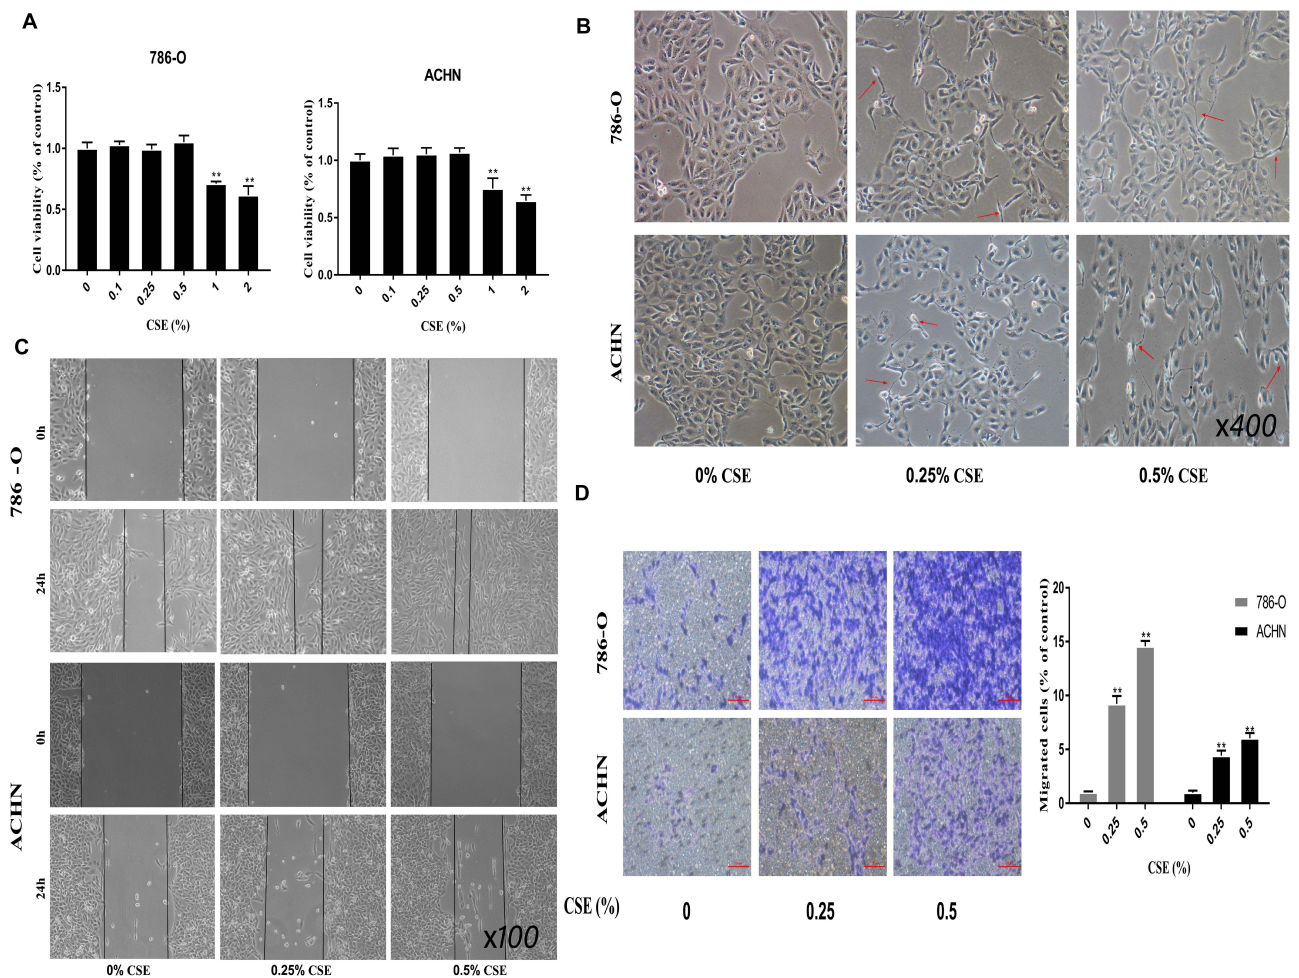 A
786-O
Cell viability (% of control)
1.5
1.0
0.5
0.0
** **
0 0.1 0.25 0.5 1 2
CSE (%)
ACHN
Cell viability (% of control)
1.5
1.0
0.5
0.0
** **
0 0.1 0.25 0.5 1 2
CSE (%)
B
786-O
ACHN
x400
0% CSE 0.25% CSE 0.5% CSE
C
786 -O
0h
24h
ACHN
0h
24h
x100
0% CSE 0.25% CSE 0.5% CSE
D
786-O
ACHN
CSE (%) 0 0.25 0.5
Migrated cells (% of control)
20
15
10
5
0
** ** ** **
786-O
ACHN
0 0.25 0.5 0 0.25 0.5
CSE (%)